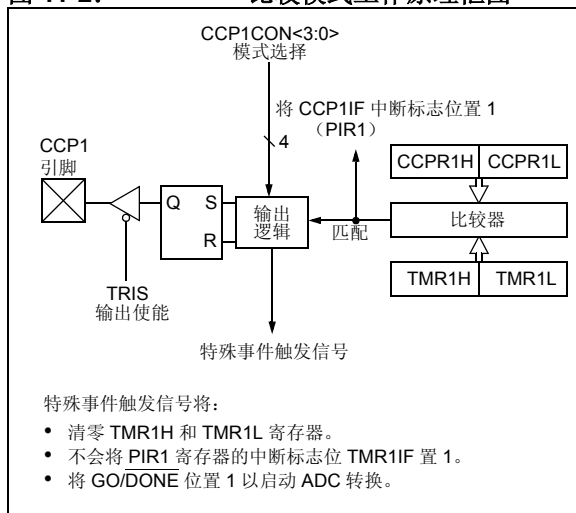 CCP1CON<3:0>
模式选择
将 CCP1IF 中断标志位置 1
（PIR1）
4
CCP1
引脚
CCPR1H CCPR1L
Q S
R
输出
逻辑
匹配
比较器
TMR1H TMR1L
TRIS
输出使能
特殊事件触发信号
特殊事件触发信号将：
• 清零 TMR1H 和 TMR1L 寄存器。
• 不会将 PIR1 寄存器的中断标志位 TMR1IF 置 1。
• 将 GO/DONE 位置 1 以启动 ADC 转换。